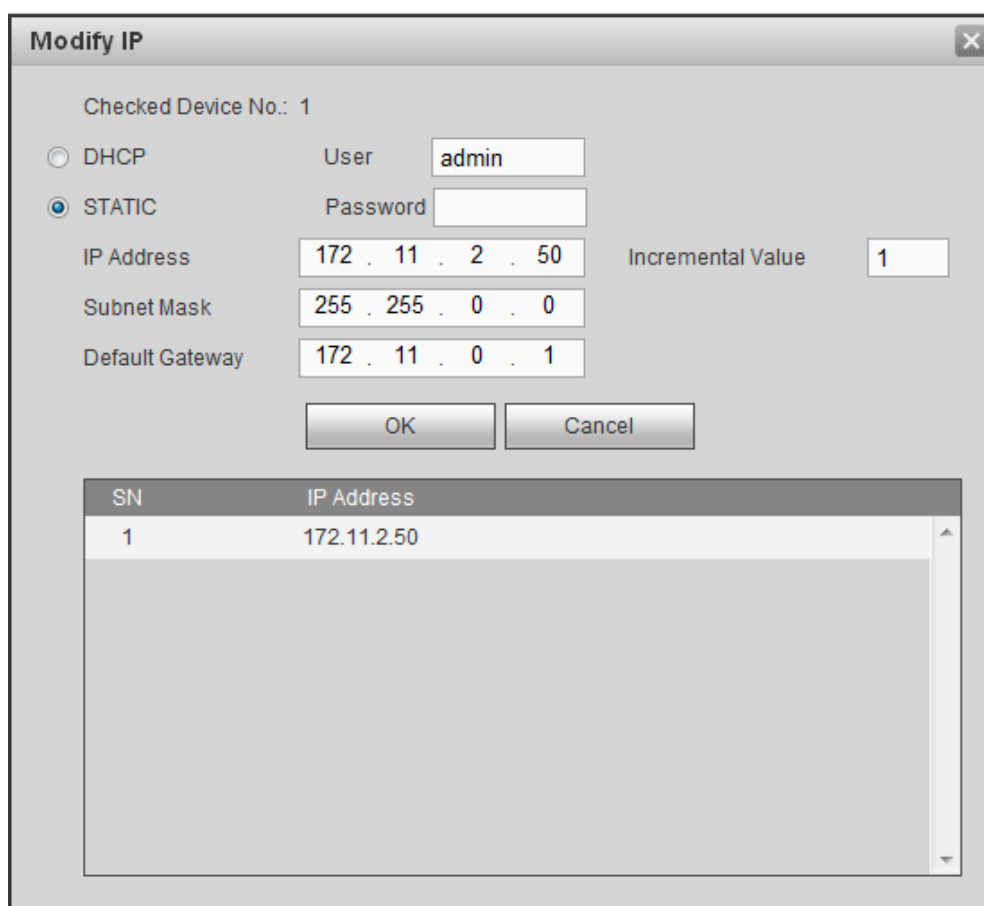 Modify IP
Checked Device No.: 1
DHCP User admin
STATIC Password
IP Address 172 . 11 . 2 . 50 Incremental Value 1
Subnet Mask 255 . 255 . 0 . 0
Default Gateway 172 . 11 . 0 . 1
OK Cancel
SN IP Address
1 172.11.2.50